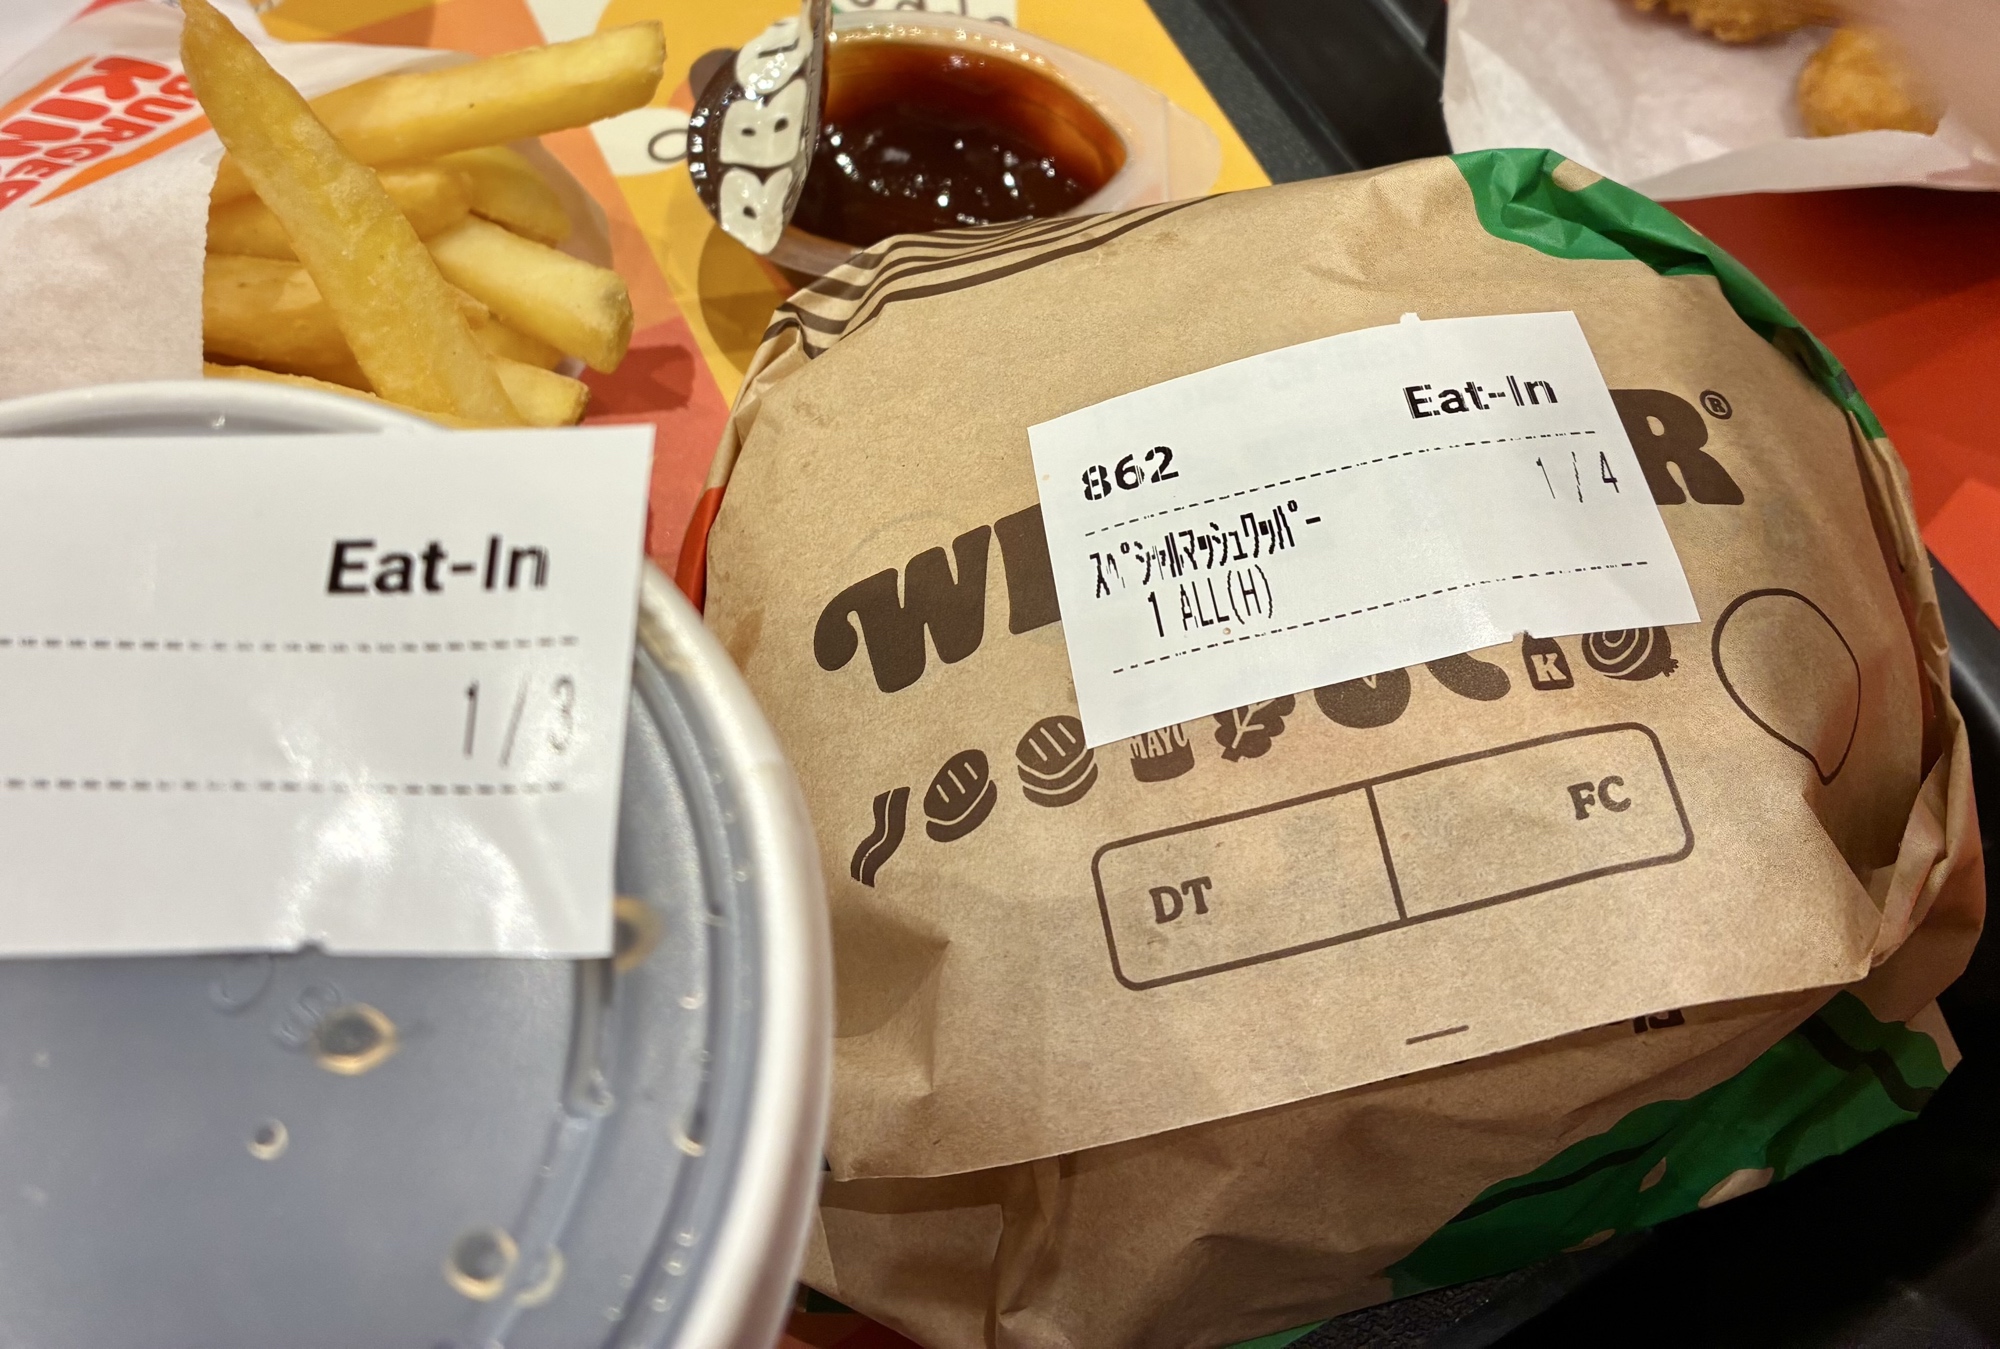 BURGER
KING
BBQ
Eat-In
862
1/4
ｽﾍﾟｼｬﾙﾏｯｼｭﾜｯﾊﾟｰ
1 ALL(H)
R®
MAYO
K
DT
FC
Eat-In
1/3